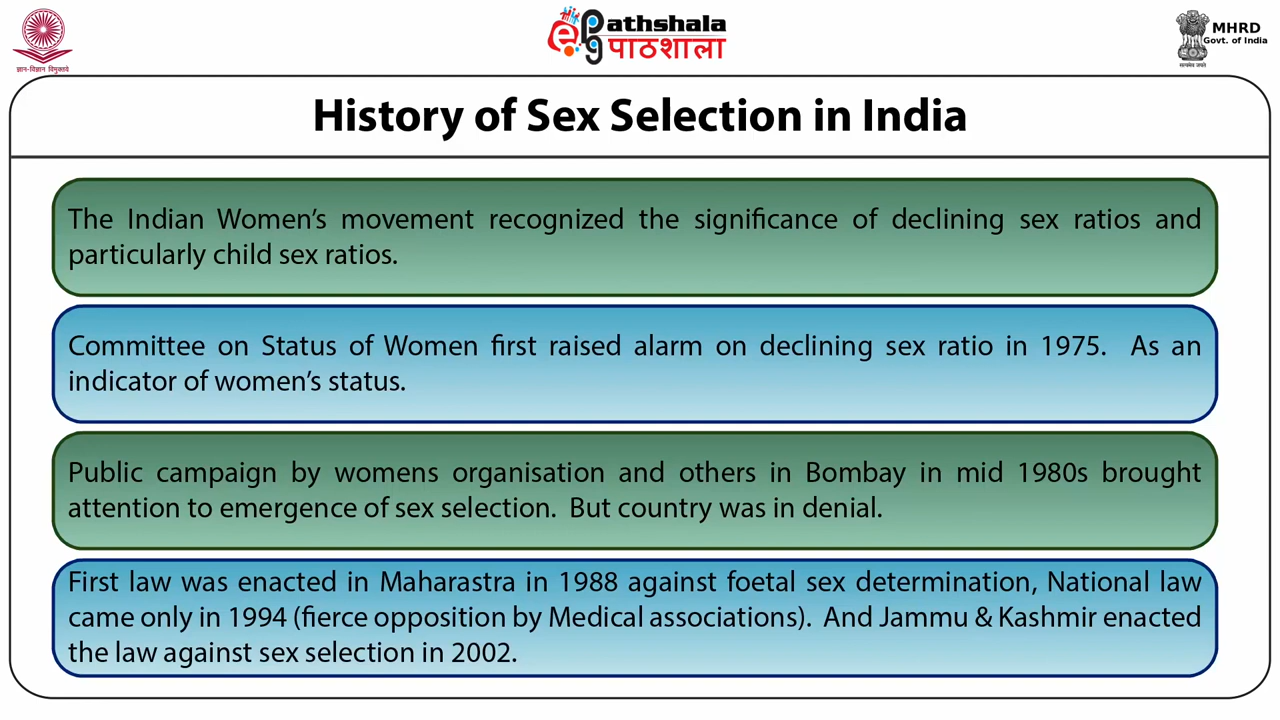 ज्ञान-विज्ञान विमुक्तये
Pathshala
पाठशाला
MHRD
Govt. of India
सत्यमेव जयते
History of Sex Selection in India
The Indian Women's movement recognized the significance of declining sex ratios and
particularly child sex ratios.
Committee on Status of Women first raised alarm on declining sex ratio in 1975. As an
indicator of women's status.
Public campaign by womens organisation and others in Bombay in mid 1980s brought
attention to emergence of sex selection. But country was in denial.
First law was enacted in Maharastra in 1988 against foetal sex determination, National law
came only in 1994 (fierce opposition by Medical associations). And Jammu & Kashmir enacted
the law against sex selection in 2002.